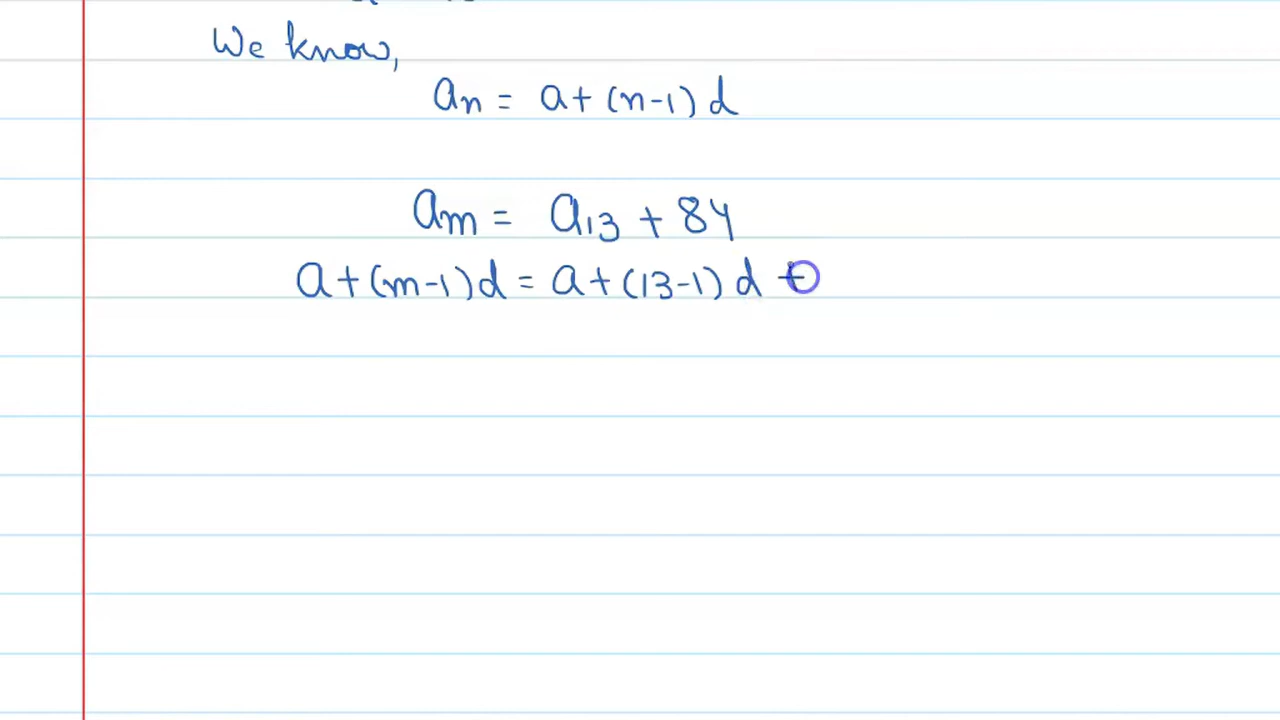 We know,
an = a + (n-1) d
am = a13 + 84
a + (m-1) d = a + (13-1) d +